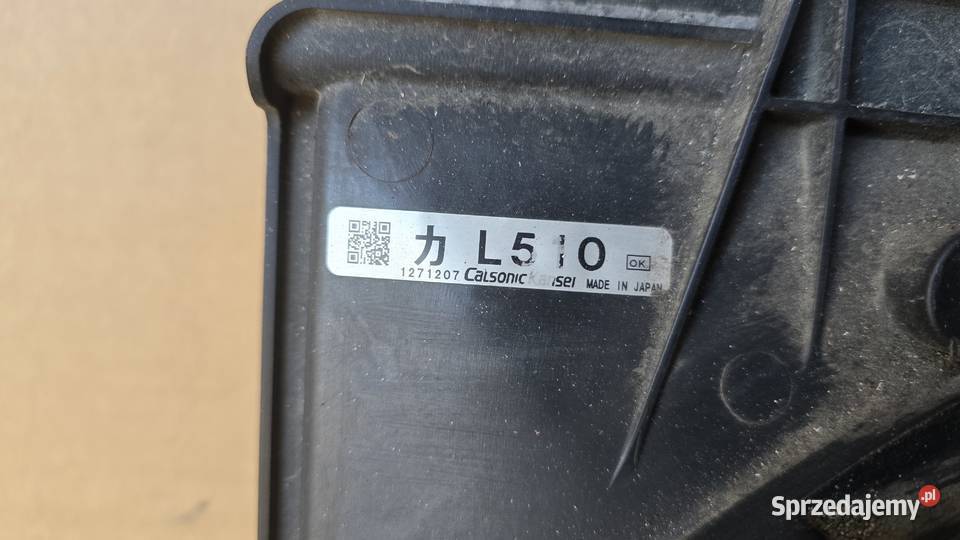 カ L510 OK
1271207 Calsonic Kansei MADE IN JAPAN
Sprzedajemy.pl